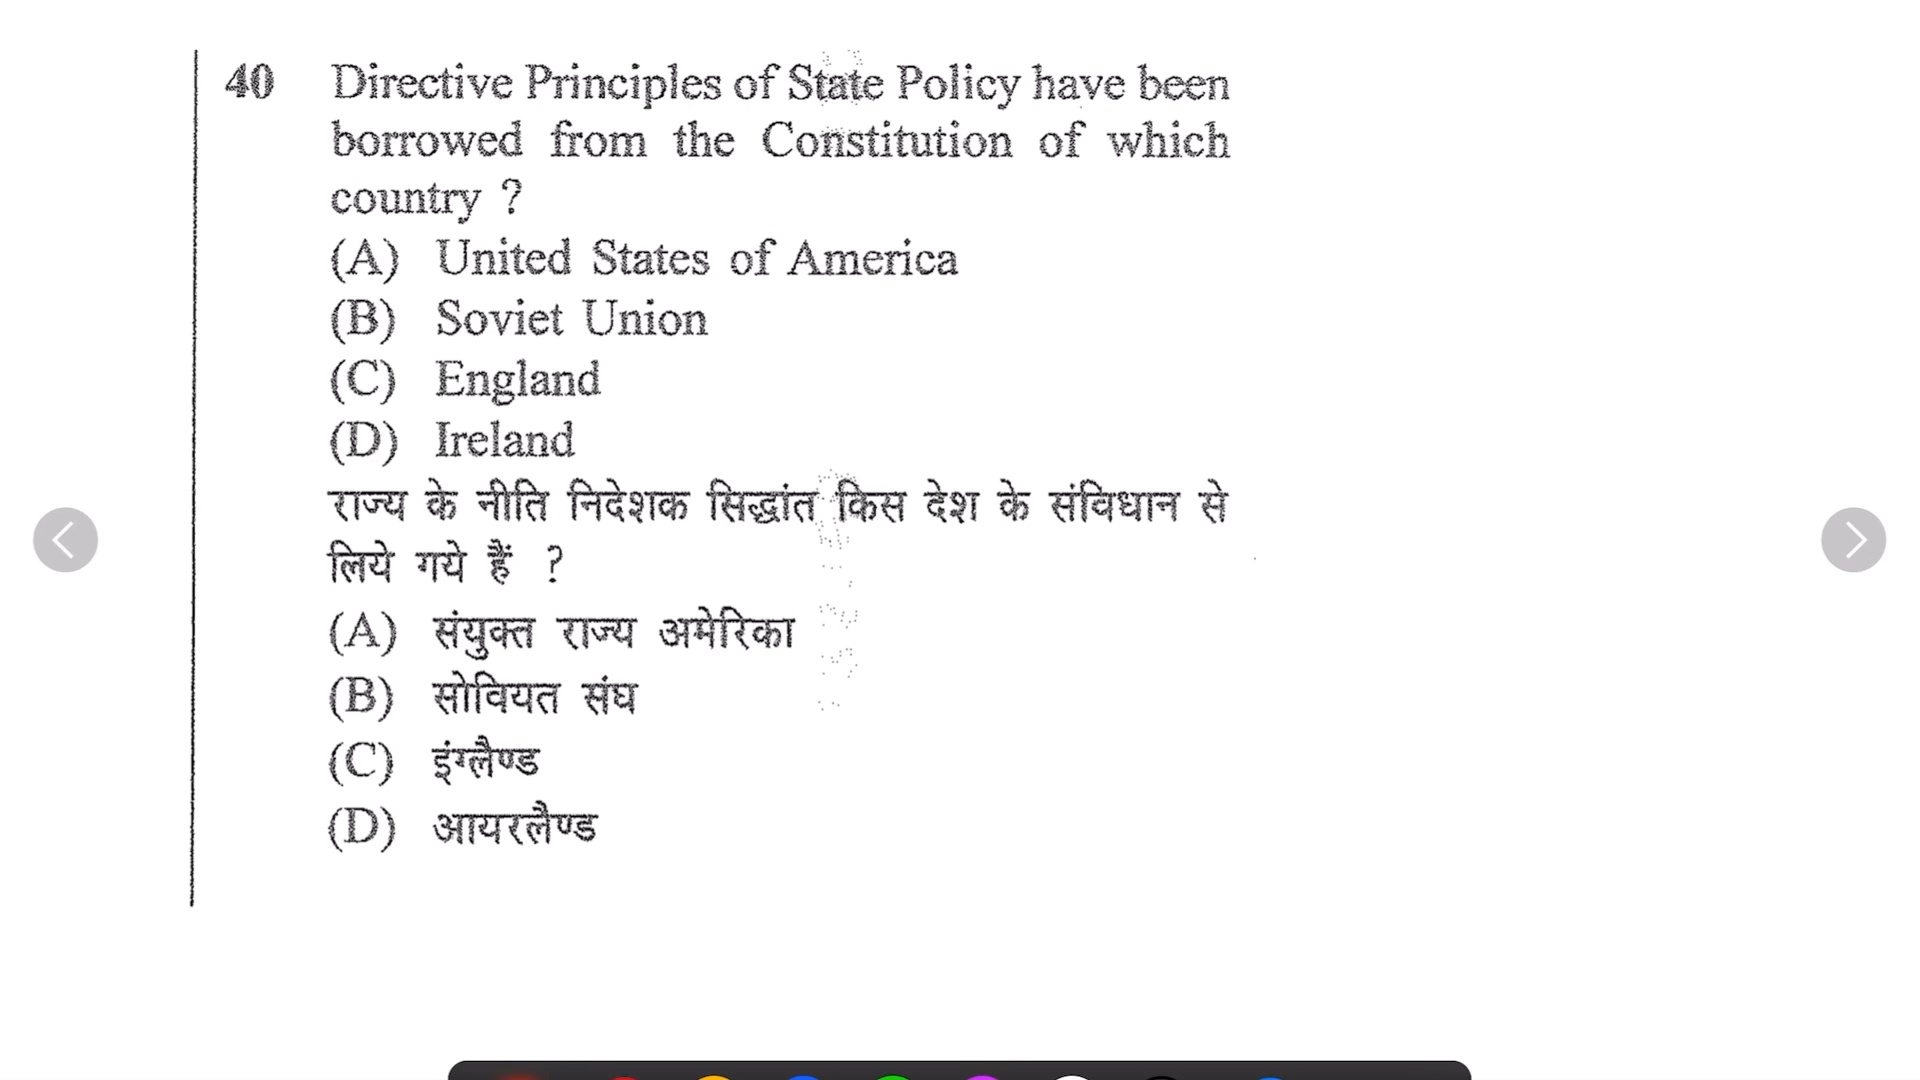 40 Directive Principles of State Policy have been
borrowed from the Constitution of which
country ?
(A) United States of America
(B) Soviet Union
(C) England
(D) Ireland
राज्य के नीति निदेशक सिद्धांत किस देश के संविधान से
लिये गये हैं ?
(A) संयुक्त राज्य अमेरिका
(B) सोवियत संघ
(C) इंग्लैण्ड
(D) आयरलैण्ड